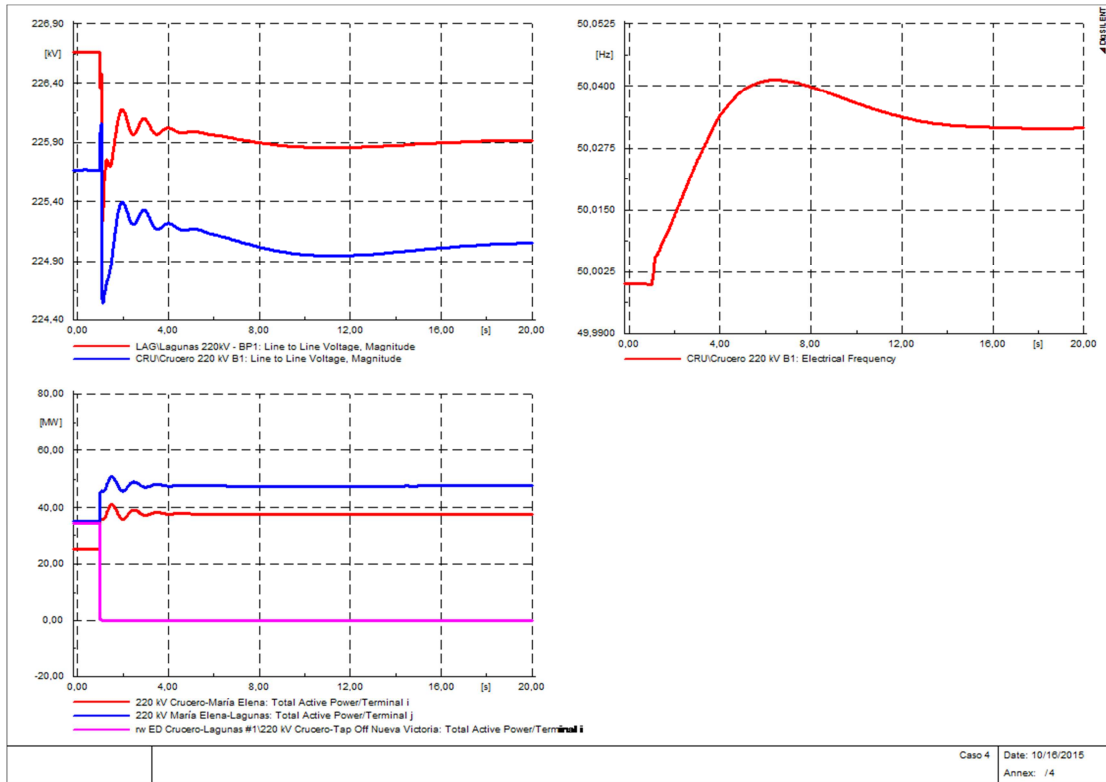 226,90
[kV]
226,40
225,90
225,40
224,90
224,40
0,00 4,00 8,00 12,00 16,00 [s] 20,00
LAG\Lagunas 220kV - BP1: Line to Line Voltage, Magnitude
CRU\Crucero 220 kV B1: Line to Line Voltage, Magnitude
50,0525
[Hz]
50,0400
50,0275
50,0150
50,0025
49,9900
0,00 4,00 8,00 12,00 16,00 [s] 20,00
CRU\Crucero 220 kV B1: Electrical Frequency
DIgSILENT
80,00
[MW]
60,00
40,00
20,00
0,00
-20,00
0,00 4,00 8,00 12,00 16,00 [s] 20,00
220 kV Crucero-María Elena: Total Active Power/Terminal i
220 kV María Elena-Lagunas: Total Active Power/Terminal j
rw ED Crucero-Lagunas #1\220 kV Crucero-Tap Off Nueva Victoria: Total Active Power/Terminal i
Caso 4
Date: 10/16/2015
Annex: /4